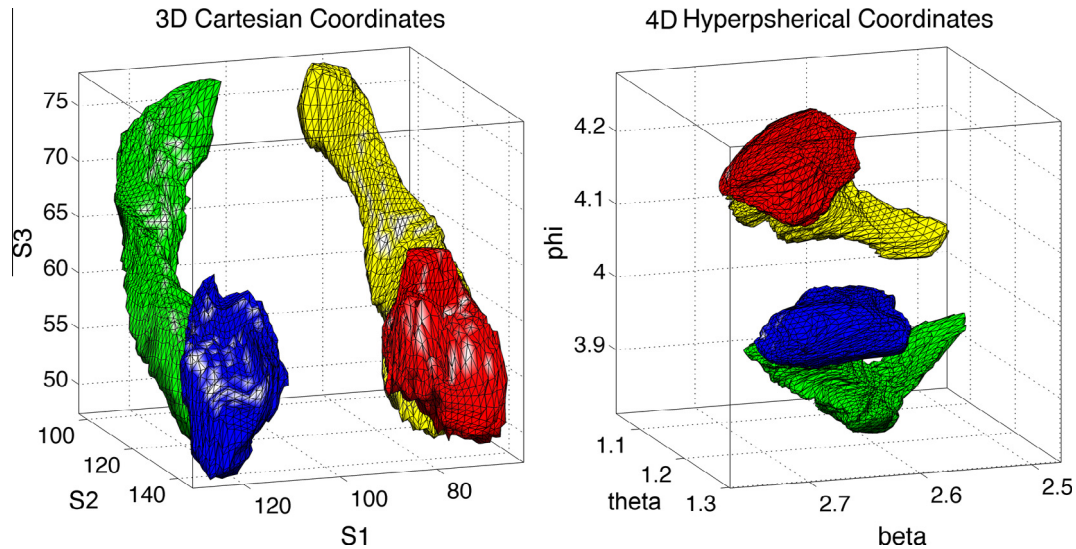 3D Cartesian Coordinates
75
70
65
60
55
50
S3
100
120
140
S2
120
100
80
S1
4D Hyperpsherical Coordinates
4.2
4.1
4
3.9
phi
1.1
1.2
1.3
theta
2.7
2.6
2.5
beta